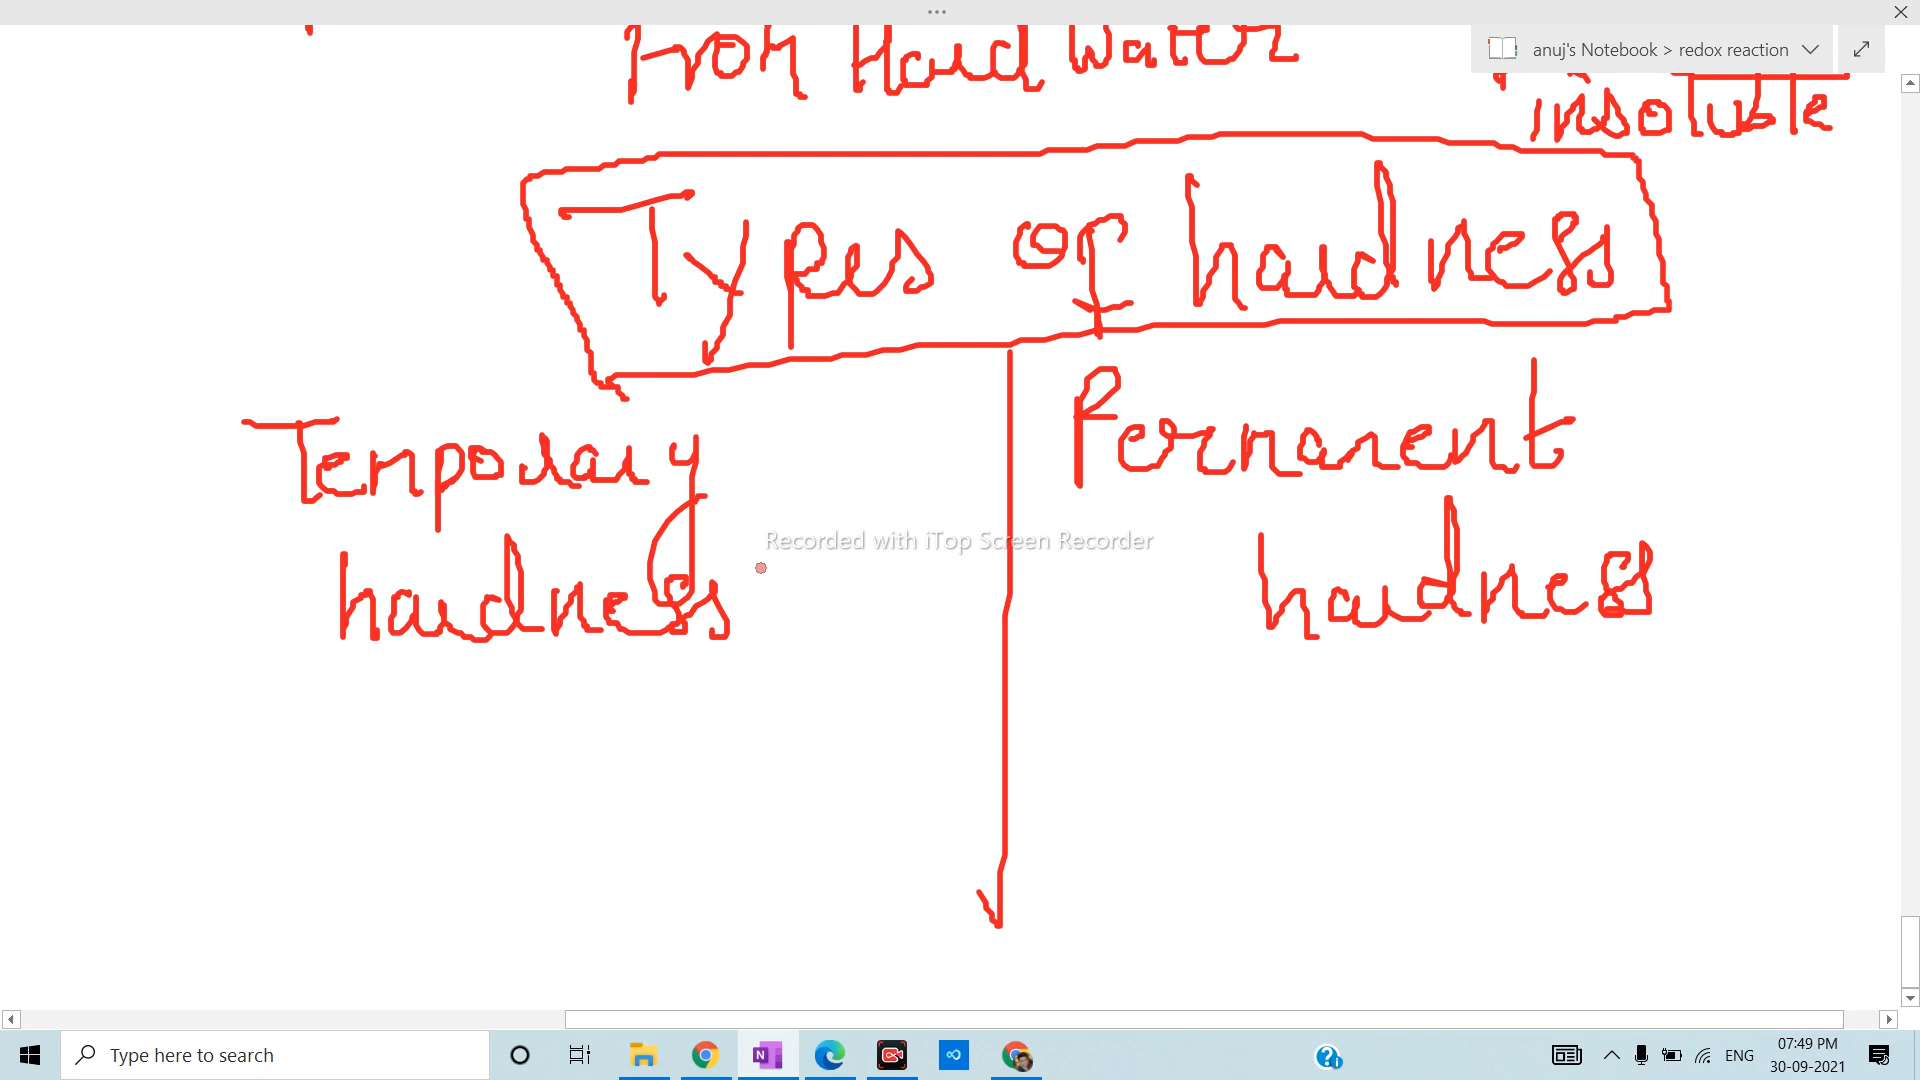 anuj's Notebook > redox reaction
From Hard Water
insoluble
Types of hardness
Temporary
hardness
Permanent
hardness
Recorded with iTop Screen Recorder
Type here to search
ENG
07:49 PM
30-09-2021